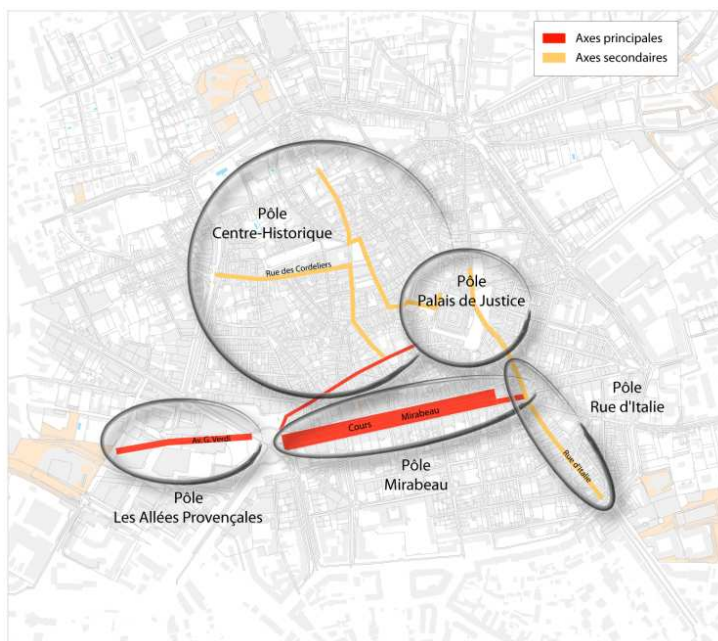 Axes principales
Axes secondaires
Pôle
Centre-Historique
Rue des Cordeliers
Pôle
Palais de Justice
Pôle
Rue d'Italie
Cours Mirabeau
Av. G. Verdi
Rue d'Italie
Pôle
Mirabeau
Pôle
Les Allées Provençales